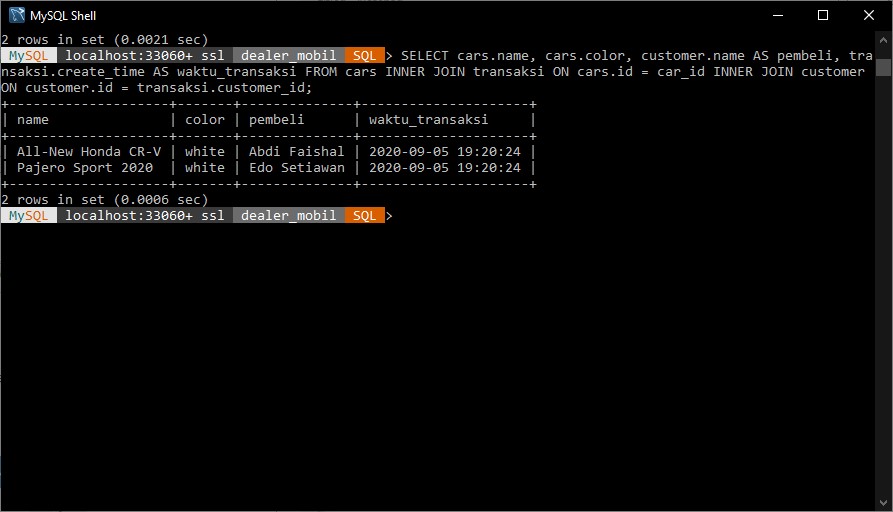 MySQL Shell
2 rows in set (0.0021 sec)
MySQL localhost:33060+ ssl dealer_mobil SQL > SELECT cars.name, cars.color, customer.name AS pembeli, tra
nsaksi.create_time AS waktu_transaksi FROM cars INNER JOIN transaksi ON cars.id = car_id INNER JOIN customer
ON customer.id = transaksi.customer_id;
+--------------------+-------+--------------+---------------------+
| name               | color | pembeli      | waktu_transaksi     |
+--------------------+-------+--------------+---------------------+
| All-New Honda CR-V | white | Abdi Faishal | 2020-09-05 19:20:24 |
| Pajero Sport 2020  | white | Edo Setiawan | 2020-09-05 19:20:24 |
+--------------------+-------+--------------+---------------------+
2 rows in set (0.0006 sec)
MySQL localhost:33060+ ssl dealer_mobil SQL >